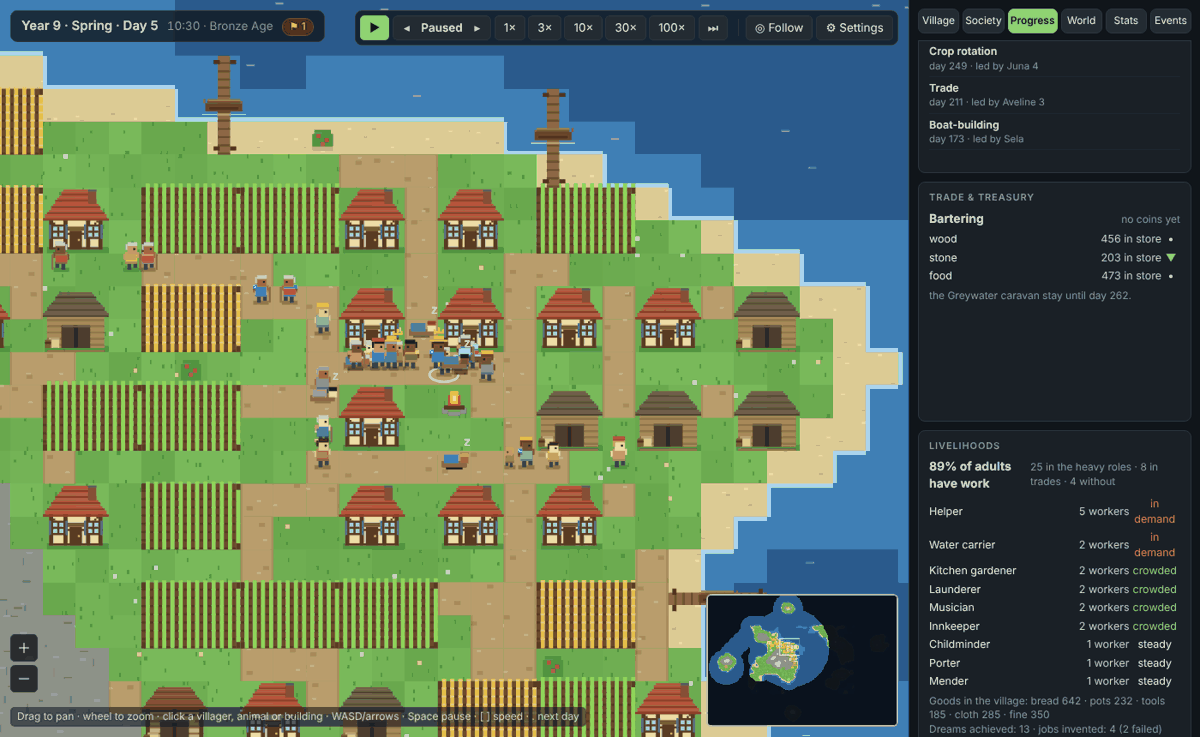 Year 9 · Spring · Day 5 10:30 · Bronze Age ⚑ 1
▶ ◂ Paused ▸ 1× 3× 10× 30× 100× ⏭ ◎ Follow ⚙ Settings
Village Society Progress World Stats Events
Crop rotation
day 249 · led by Juna 4
Trade
day 211 · led by Aveline 3
Boat-building
day 173 · led by Sela
TRADE & TREASURY
Bartering no coins yet
wood 456 in store •
stone 203 in store ▼
food 473 in store •
the Greywater caravan stay until day 262.
LIVELIHOODS
89% of adults have work
25 in the heavy roles · 8 in trades · 4 without
Helper 5 workers in demand
Water carrier 2 workers in demand
Kitchen gardener 2 workers crowded
Launderer 2 workers crowded
Musician 2 workers crowded
Innkeeper 2 workers crowded
Childminder 1 worker steady
Porter 1 worker steady
Mender 1 worker steady
Goods in the village: bread 642 · pots 232 · tools
185 · cloth 285 · fine 350
Dreams achieved: 13 · jobs invented: 4 (2 failed)
z
z
z
z
+
−
Drag to pan · wheel to zoom · click a villager, animal or building · WASD/arrows · Space pause · [ ] speed · . next day